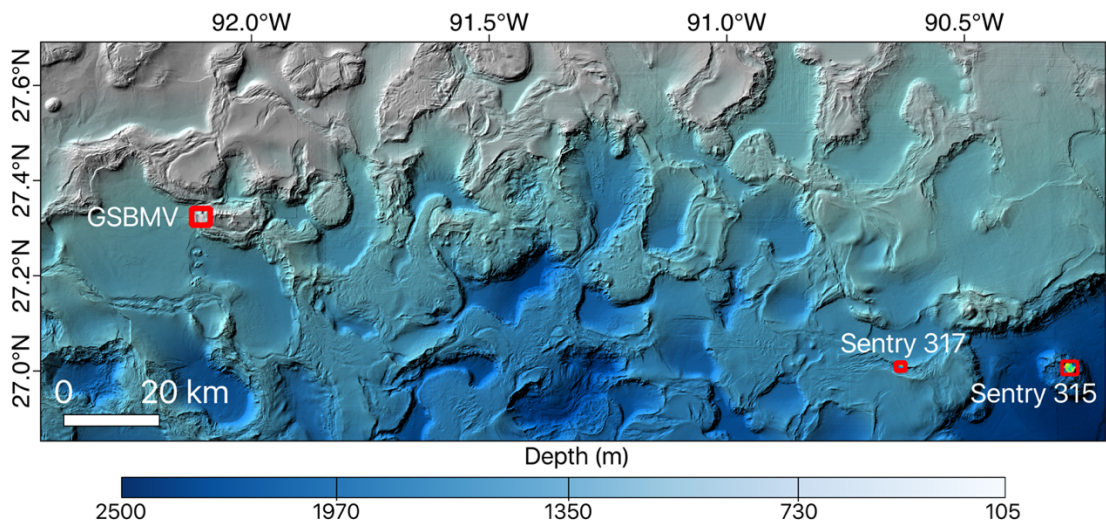 92.0°W 91.5°W 91.0°W 90.5°W
27.6°N
27.4°N
GSBMV
27.2°N
Sentry 317
27.0°N
0 20 km
Sentry 315
Depth (m)
2500 1970 1350 730 105